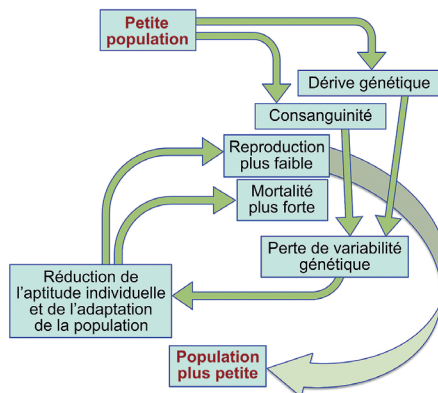 Petite
population
Dérive génétique
Consanguinité
Reproduction
plus faible
Mortalité
plus forte
Perte de variabilité
génétique
Réduction de
l'aptitude individuelle
et de l'adaptation
de la population
Population
plus petite